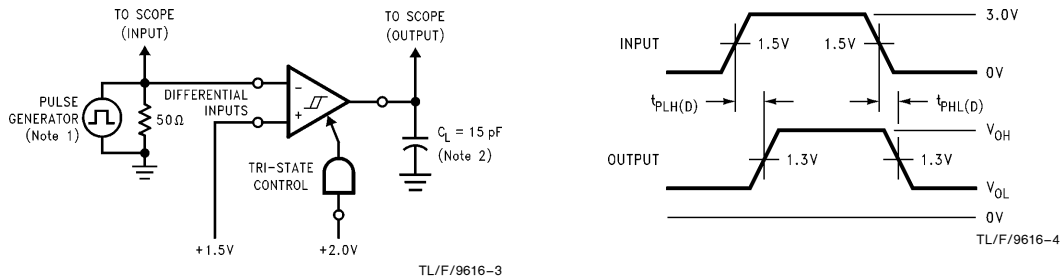 TO SCOPE
(INPUT)
TO SCOPE
(OUTPUT)
PULSE
GENERATOR
(Note 1)
50Ω
DIFFERENTIAL
INPUTS
-
+
C_L = 15 pF
(Note 2)
TRI-STATE
CONTROL
+1.5V
+2.0V
TL/F/9616-3
INPUT
1.5V
1.5V
3.0V
0V
t_PLH(D)
t_PHL(D)
OUTPUT
1.3V
1.3V
V_OH
V_OL
0V
TL/F/9616-4